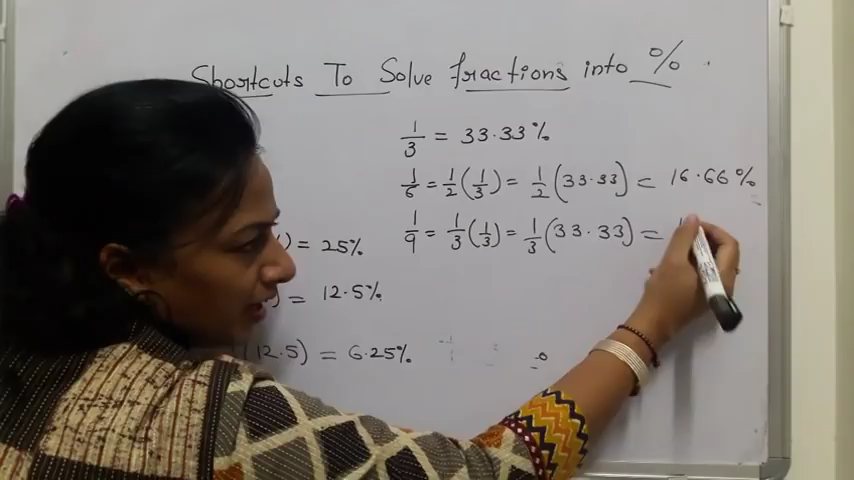 Shortcuts To Solve fractions into %
1/3 = 33.33%
1/6 = 1/2(1/3) = 1/2(33.33) = 16.66%
1/9 = 1/3(1/3) = 1/3(33.33) = 1
) = 25%
) = 12.5%
(12.5) = 6.25%